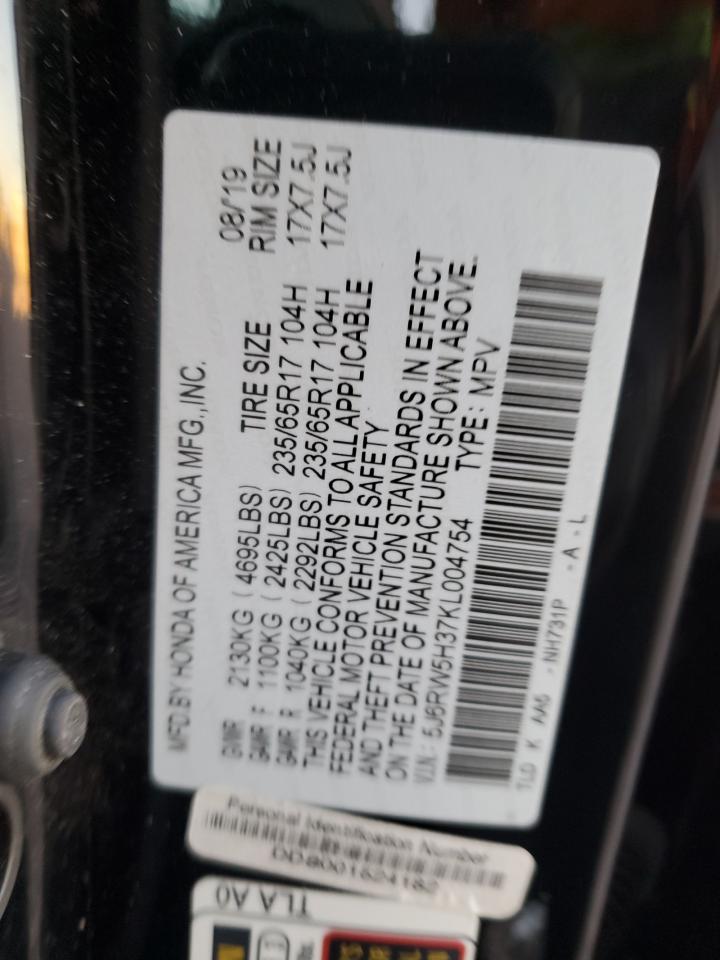 MFD.BY HONDA OF AMERICA MFG.,INC.
08/'19
TIRE SIZE RIM SIZE
GVWR 2130KG ( 4695LBS)
GAWR F 1100KG ( 2425LBS) 235/65R17 104H 17X7.5J
GAWR R 1040KG ( 2292LBS) 235/65R17 104H 17X7.5J
THIS VEHICLE CONFORMS TO ALL APPLICABLE
FEDERAL MOTOR VEHICLE SAFETY
AND THEFT PREVENTION STANDARDS IN EFFECT
ON THE DATE OF MANUFACTURE SHOWN ABOVE.
V.I.N.: 5J6RW5H37KL004754 TYPE: MPV
TLD K AA5 - NH731P - A - L
Personal Identification Number
TLA A0